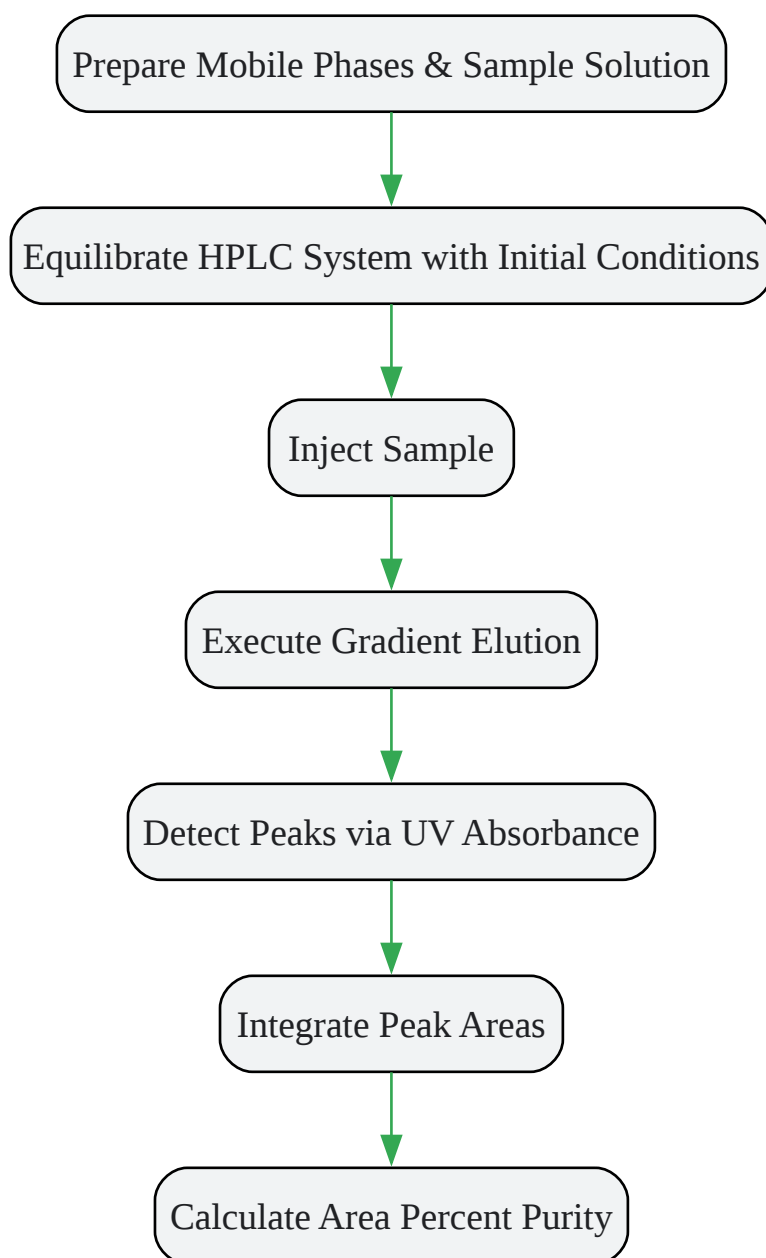 Prepare Mobile Phases & Sample Solution
Equilibrate HPLC System with Initial Conditions
Inject Sample
Execute Gradient Elution
Detect Peaks via UV Absorbance
Integrate Peak Areas
Calculate Area Percent Purity